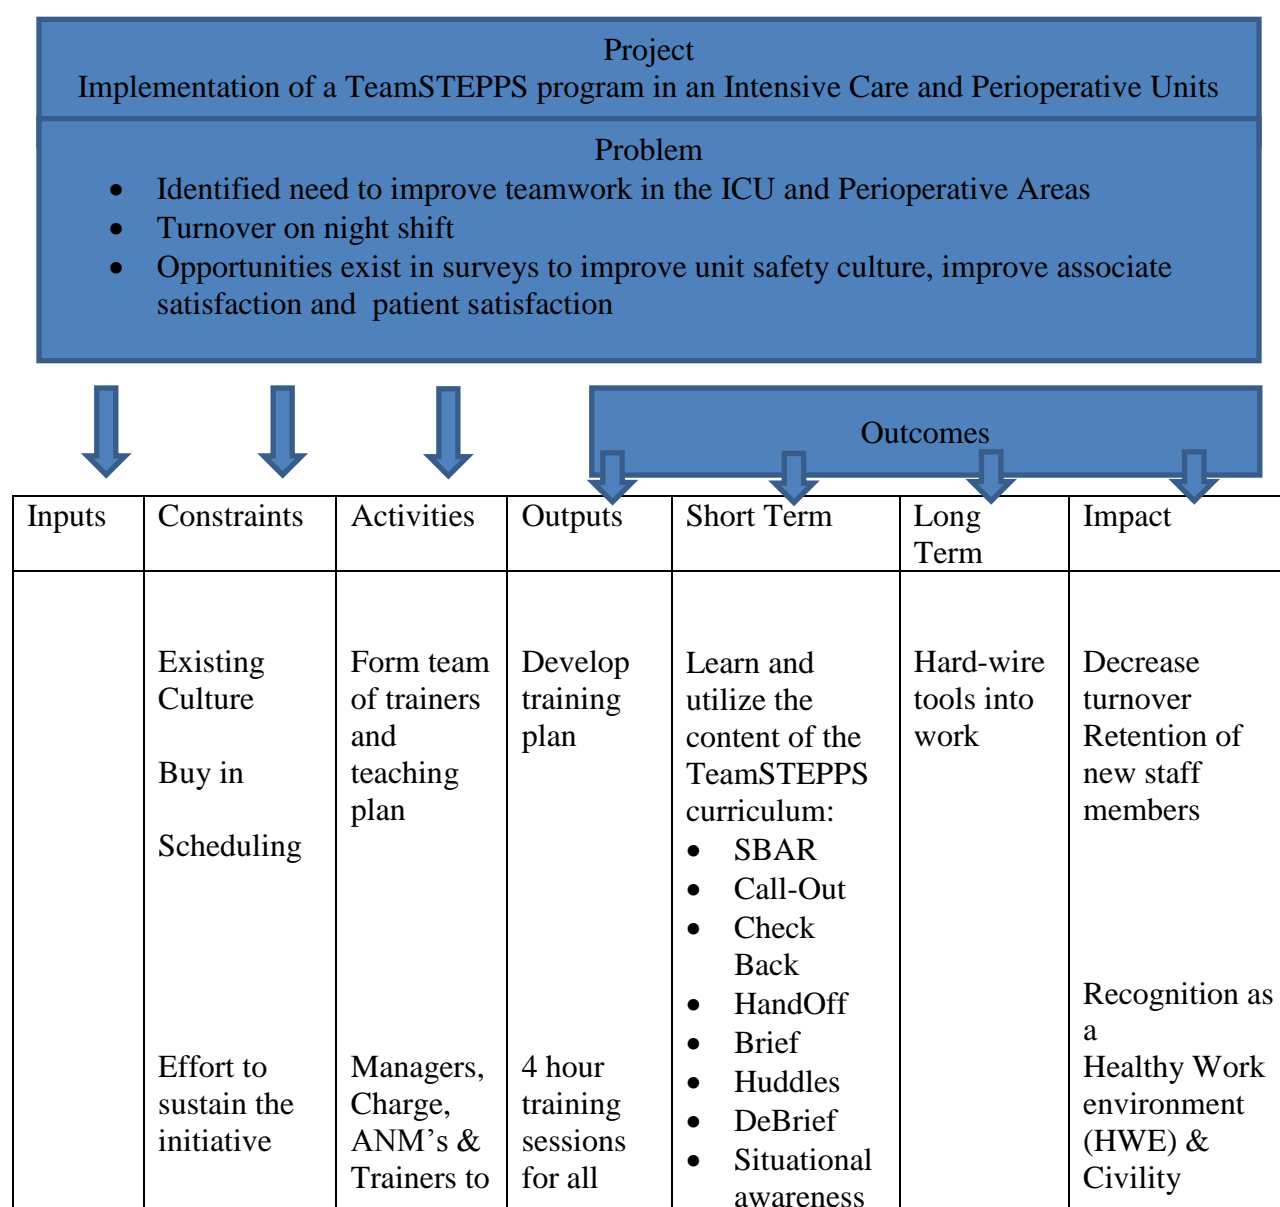 Project
Implementation of a TeamSTEPPS program in an Intensive Care and Perioperative Units
Problem
• Identified need to improve teamwork in the ICU and Perioperative Areas
• Turnover on night shift
• Opportunities exist in surveys to improve unit safety culture, improve associate
satisfaction and  patient satisfaction
Outcomes
Inputs
Constraints
Activities
Outputs
Short Term
Long
Term
Impact
Existing
Culture
Buy in
Scheduling
Effort to
sustain the
initiative
Form team
of trainers
and
teaching
plan
Managers,
Charge,
ANM’s &
Trainers to
Develop
training
plan
4 hour
training
sessions
for all
Learn and
utilize the
content of the
TeamSTEPPS
curriculum:
• SBAR
• Call-Out
• Check
Back
• HandOff
• Brief
• Huddles
• DeBrief
• Situational
awareness
Hard-wire
tools into
work
Decrease
turnover
Retention of
new staff
members
Recognition as
a
Healthy Work
environment
(HWE) &
Civility